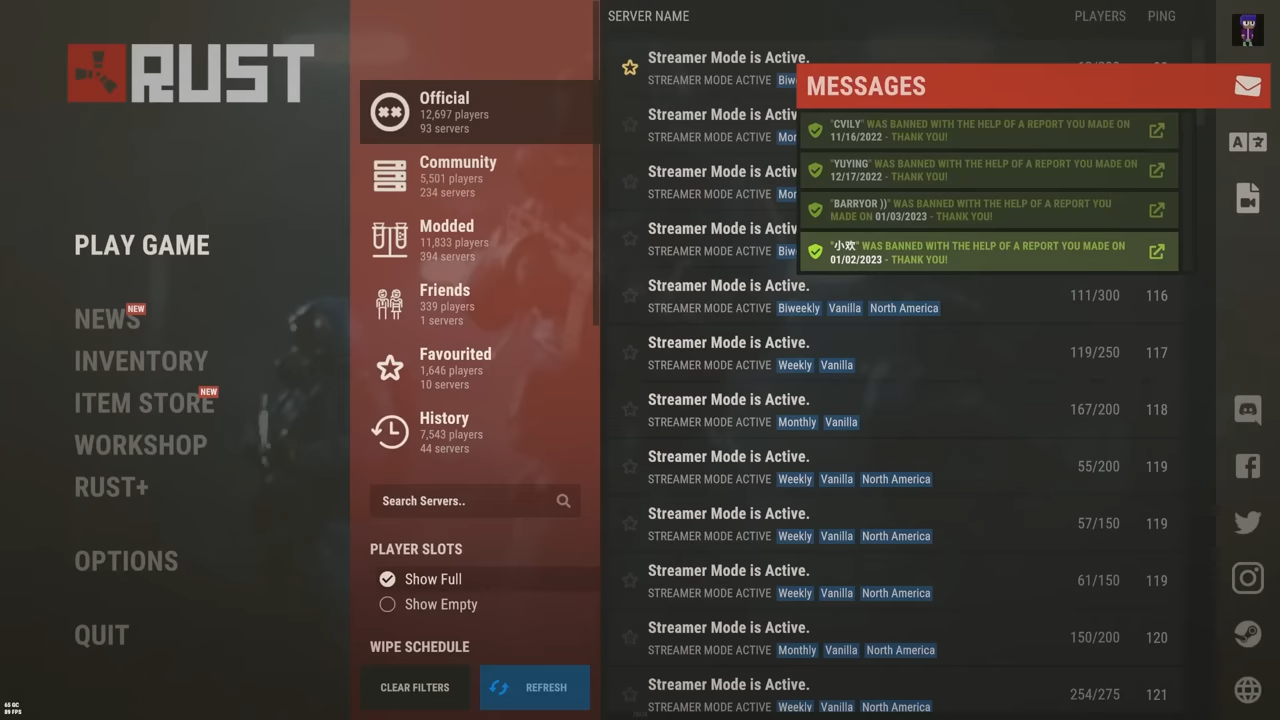 RUST
PLAY GAME
NEWS
NEW
INVENTORY
ITEM STORE
NEW
WORKSHOP
RUST+
OPTIONS
QUIT
Official
12,697 players
93 servers
Community
5,501 players
234 servers
Modded
11,833 players
394 servers
Friends
339 players
1 servers
Favourited
1,646 players
10 servers
History
7,543 players
44 servers
Search Servers..
PLAYER SLOTS
Show Full
Show Empty
WIPE SCHEDULE
CLEAR FILTERS
REFRESH
SERVER NAME PLAYERS PING
Streamer Mode is Active.
STREAMER MODE ACTIVE
Streamer Mode is Active.
STREAMER MODE ACTIVE
Streamer Mode is Active.
STREAMER MODE ACTIVE
Streamer Mode is Active.
STREAMER MODE ACTIVE
MESSAGES
"CVILY" WAS BANNED WITH THE HELP OF A REPORT YOU MADE ON
11/16/2022 - THANK YOU!
"YUYING" WAS BANNED WITH THE HELP OF A REPORT YOU MADE ON
12/17/2022 - THANK YOU!
"BARRYOR ))" WAS BANNED WITH THE HELP OF A REPORT YOU
MADE ON 01/03/2023 - THANK YOU!
"小欢" WAS BANNED WITH THE HELP OF A REPORT YOU MADE ON
01/02/2023 - THANK YOU!
Streamer Mode is Active. 111/300 116
STREAMER MODE ACTIVE Biweekly Vanilla North America
Streamer Mode is Active. 119/250 117
STREAMER MODE ACTIVE Weekly Vanilla
Streamer Mode is Active. 167/200 118
STREAMER MODE ACTIVE Monthly Vanilla
Streamer Mode is Active. 55/200 119
STREAMER MODE ACTIVE Weekly Vanilla North America
Streamer Mode is Active. 57/150 119
STREAMER MODE ACTIVE Weekly Vanilla North America
Streamer Mode is Active. 61/150 119
STREAMER MODE ACTIVE Weekly Vanilla North America
Streamer Mode is Active. 150/200 120
STREAMER MODE ACTIVE Monthly Vanilla North America
Streamer Mode is Active. 254/275 121
STREAMER MODE ACTIVE Weekly Vanilla North America
65 GC
89 FPS